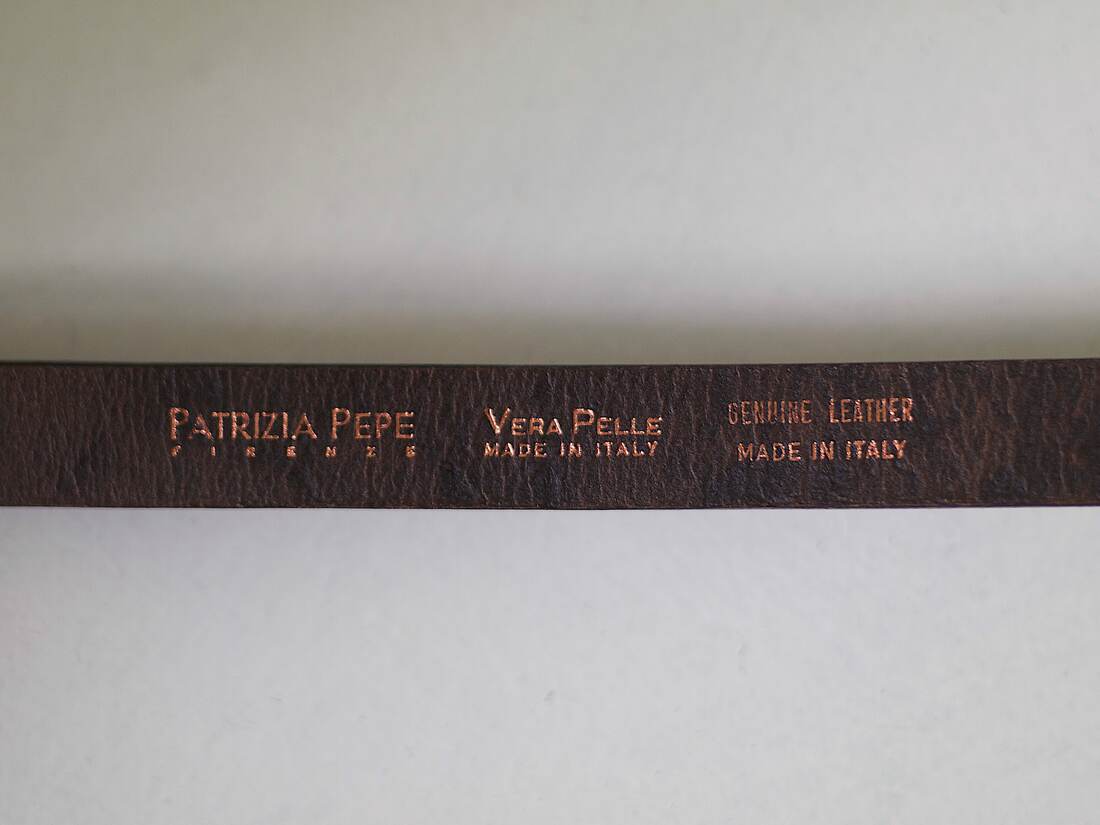 PATRIZIA PEPE
FIRENZE
VERA PELLE
MADE IN ITALY
GENUINE LEATHER
MADE IN ITALY